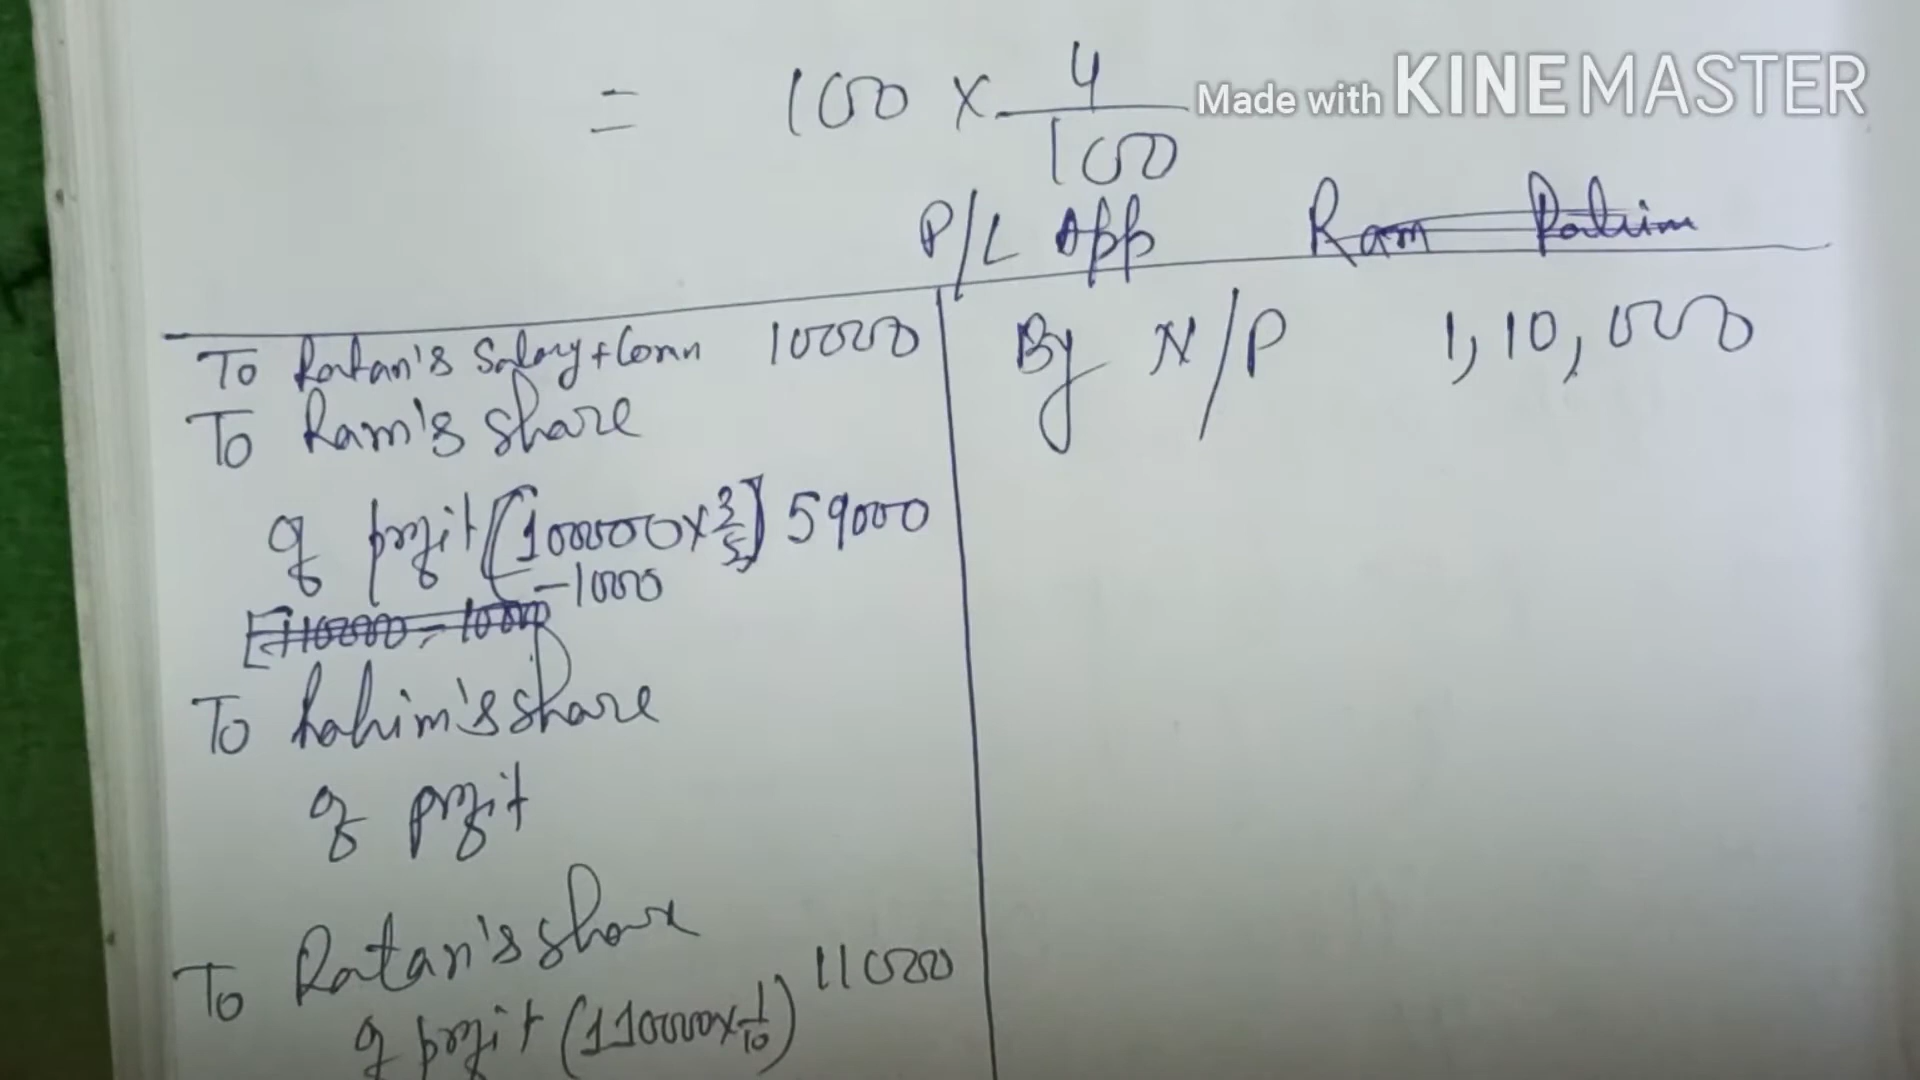 = 100 × 4/100
Made with KINEMASTER
P/L App Ram Rahim
To Ratan's Salary + Comn 10000
By N/P 1,10,000
To Ram's share
of profit [100000 × 3/5] 59000
- 1000
[110000 - 10000
To Rahim's share
of profit
To Ratan's share
of profit (110000 × 1/10) 11000